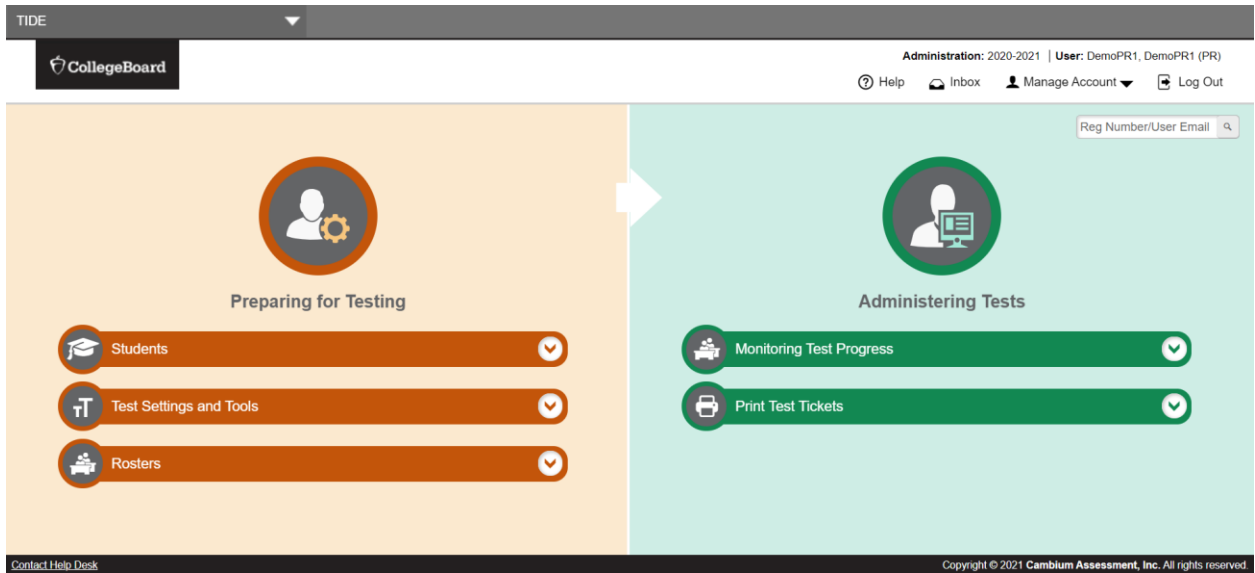 TIDE
CollegeBoard
Administration: 2020-2021 | User: DemoPR1, DemoPR1 (PR)
Help Inbox Manage Account Log Out
Reg Number/User Email
Preparing for Testing
Students
Test Settings and Tools
Rosters
Administering Tests
Monitoring Test Progress
Print Test Tickets
Contact Help Desk
Copyright © 2021 Cambium Assessment, Inc. All rights reserved.